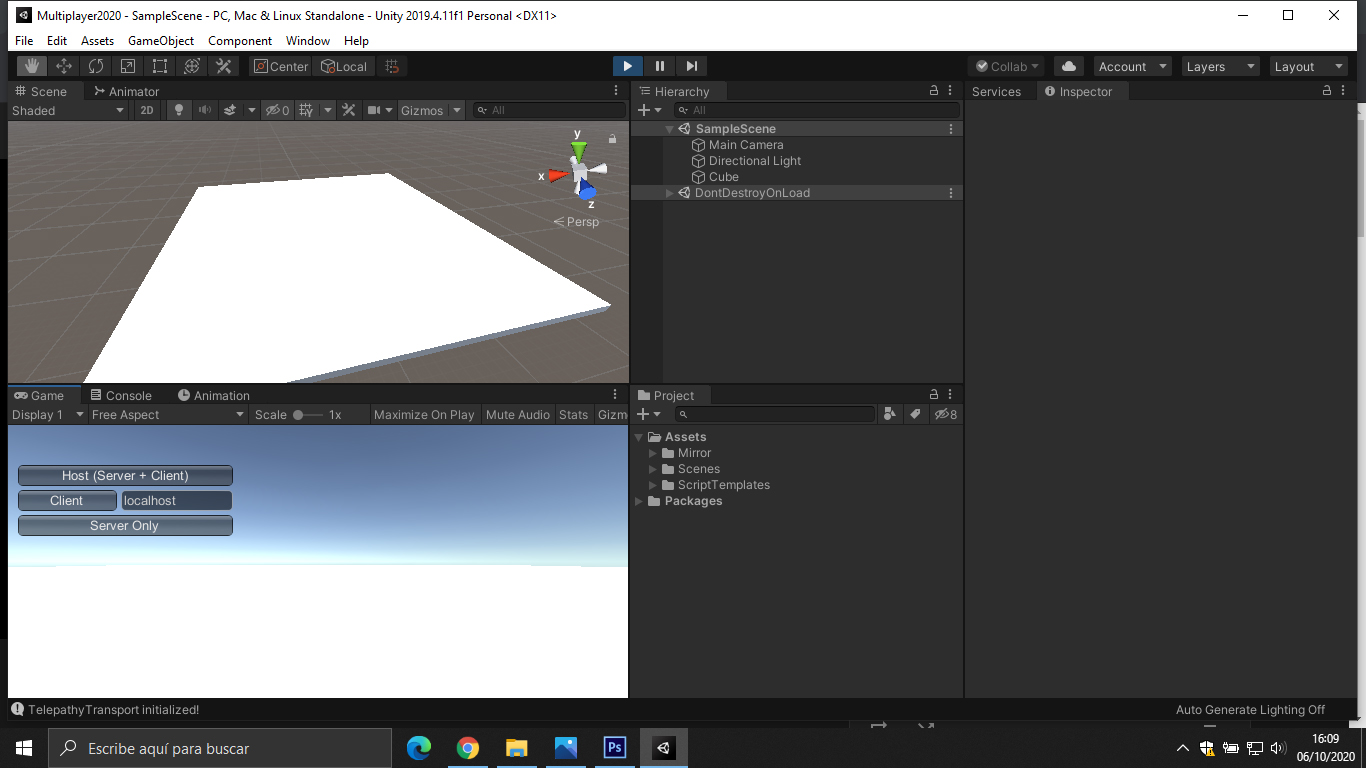 Multiplayer2020 - SampleScene - PC, Mac & Linux Standalone - Unity 2019.4.11f1 Personal <DX11>
File Edit Assets GameObject Component Window Help
Center Local Collab Account Layers Layout
Scene Animator
Shaded 2D 0 Gizmos All
y
x
z
Persp
Hierarchy
All
SampleScene
Main Camera
Directional Light
Cube
DontDestroyOnLoad
Services Inspector
Game Console Animation
Display 1 Free Aspect Scale 1x Maximize On Play Mute Audio Stats Gizm
Host (Server + Client)
Client localhost
Server Only
Project
8
Assets
Mirror
Scenes
ScriptTemplates
Packages
TelepathyTransport initialized!
Auto Generate Lighting Off
Escribe aquí para buscar
Ps
16:09
06/10/2020